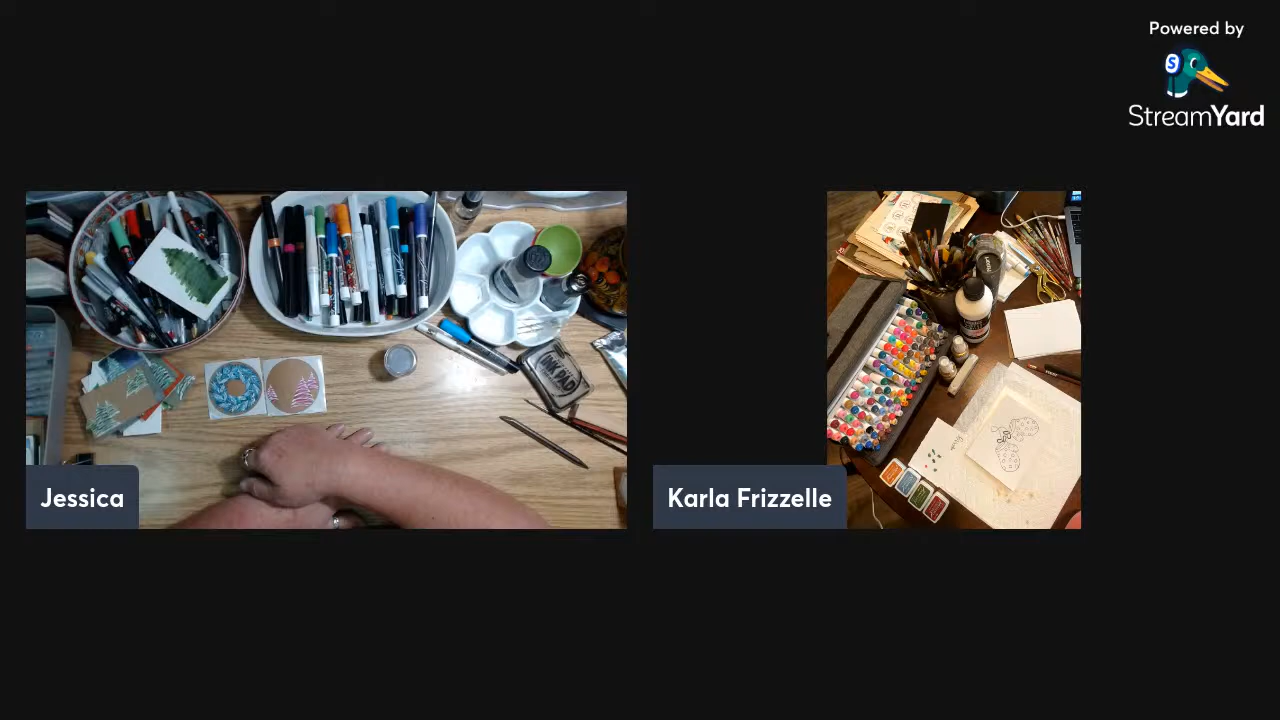 Powered by
S
StreamYard
INK PAD
Jessica
Karla Frizzelle